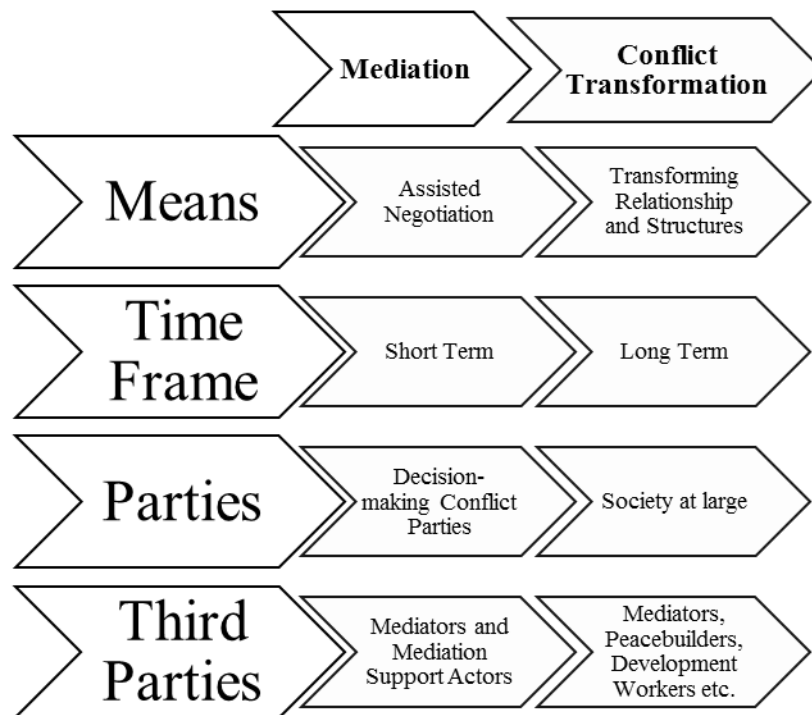 Mediation
Conflict
Transformation
Means
Assisted
Negotiation
Transforming
Relationship
and Structures
Time
Frame
Short Term
Long Term
Parties
Decision-
making Conflict
Parties
Society at large
Third
Parties
Mediators and
Mediation
Support Actors
Mediators,
Peacebuilders,
Development
Workers etc.